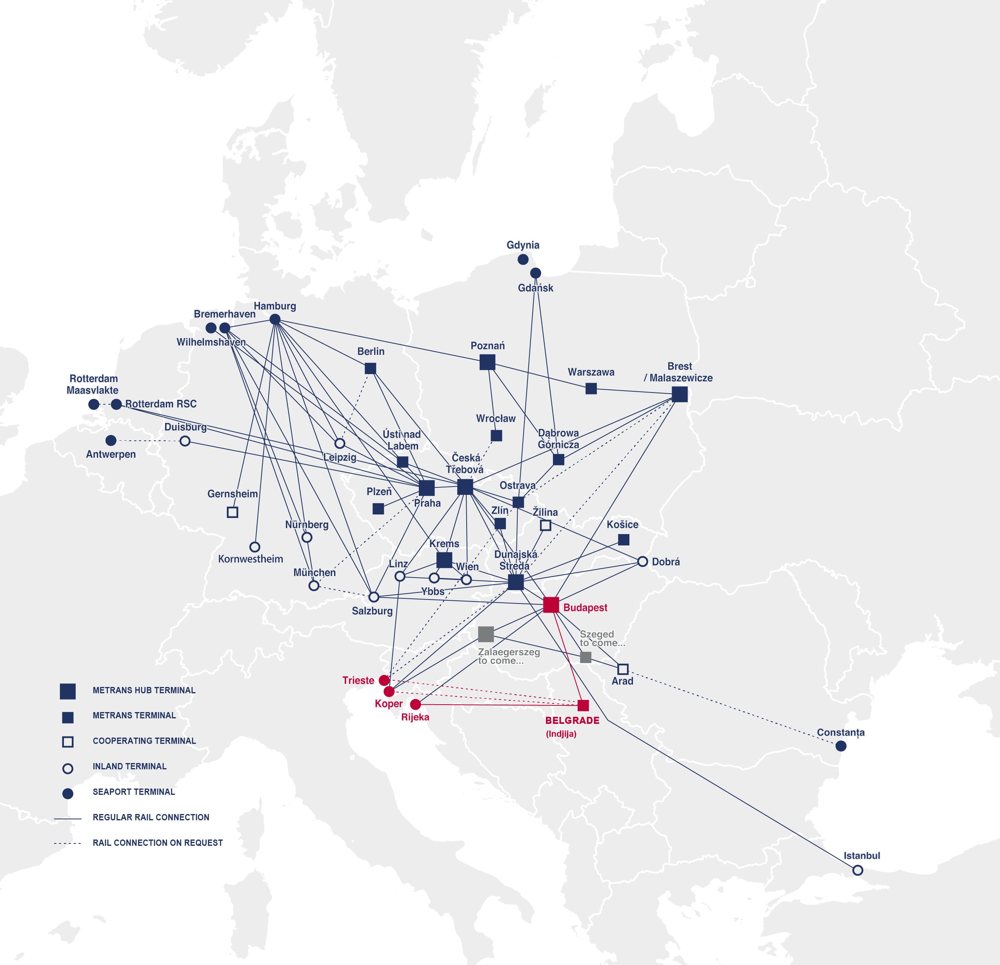 Gdynia
Gdańsk
Hamburg
Bremerhaven
Wilhelmshaven
Poznań
Berlin
Warszawa
Brest
/ Malaszewicze
Rotterdam
Maasvlakte
Rotterdam RSC
Wrocław
Duisburg
Ústí nad
Labem
Dąbrowa
Górnicza
Antwerpen
Leipzig
Česká
Třebová
Ostrava
Plzeň
Gernsheim
Praha
Zlín
Žilina
Nürnberg
Košice
Krems
Kornwestheim
Dunajská
Streda
Linz
Wien
Dobrá
München
Ybbs
Salzburg
Budapest
Szeged
to come...
Zalaegerszeg
to come...
Trieste
Arad
Koper
Rijeka
BELGRADE
(Indjija)
Constanța
Istanbul
METRANS HUB TERMINAL
METRANS TERMINAL
COOPERATING TERMINAL
INLAND TERMINAL
SEAPORT TERMINAL
REGULAR RAIL CONNECTION
RAIL CONNECTION ON REQUEST